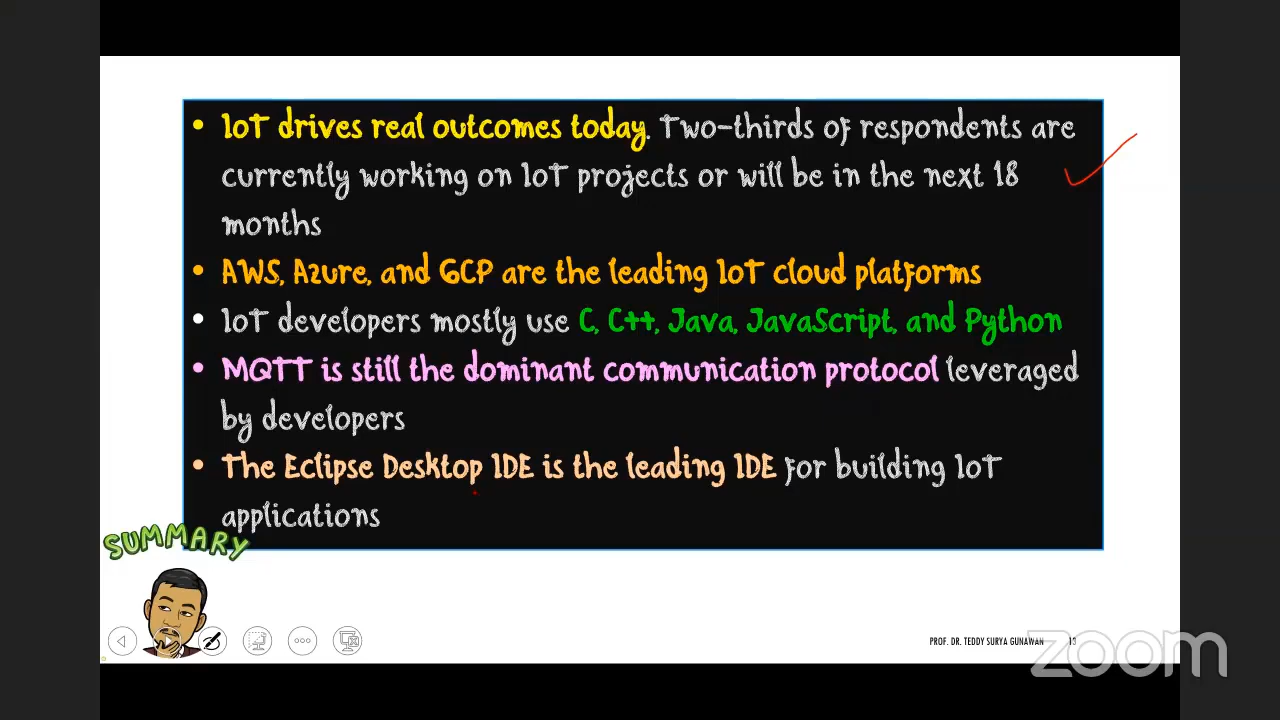 • IoT drives real outcomes today. Two-thirds of respondents are
currently working on IoT projects or will be in the next 18
months
• AWS, Azure, and GCP are the leading IoT cloud platforms
• IoT developers mostly use C, C++, Java, JavaScript, and Python
• MQTT is still the dominant communication protocol leveraged
by developers
• The Eclipse Desktop IDE is the leading IDE for building IoT
applications
SUMMARY
PROF. DR. TEDDY SURYA GUNAWAN 13
zoom